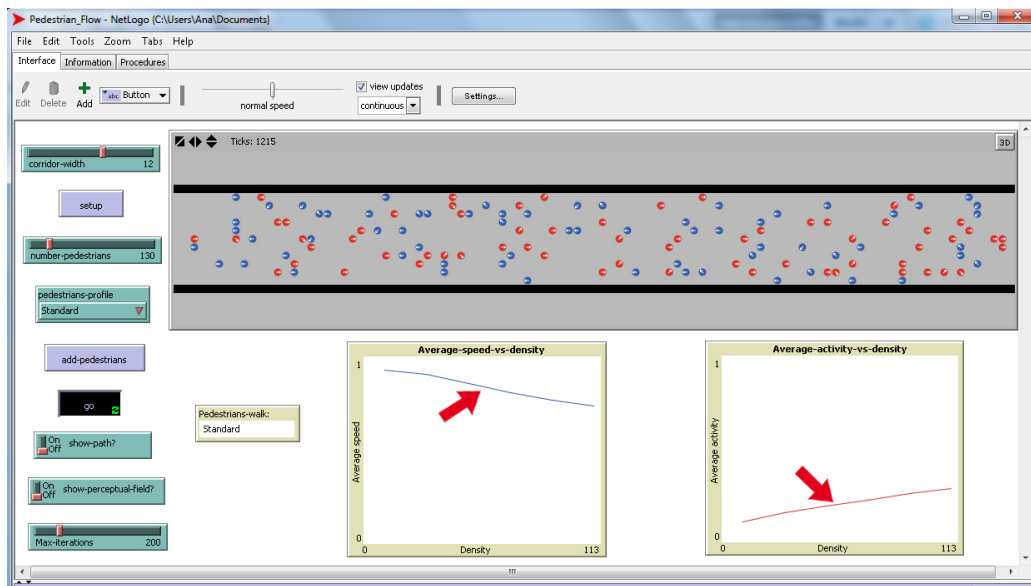 Pedestrian_Flow - NetLogo {C:\Users\Ana\Documents}
File Edit Tools Zoom Tabs Help
Interface Information Procedures
Edit Delete Add abc Button normal speed view updates continuous Settings...
Ticks: 1215 3D
corridor-width 12
setup
number-pedestrians 130
pedestrians-profile
Standard
add-pedestrians
go
On
Off show-path?
On
Off show-perceptual-field?
Max-iterations 200
Pedestrians-walk:
Standard
Average-speed-vs-density
1
Average speed
0
0 Density 113
Average-activity-vs-density
1
Average activity
0
0 Density 113